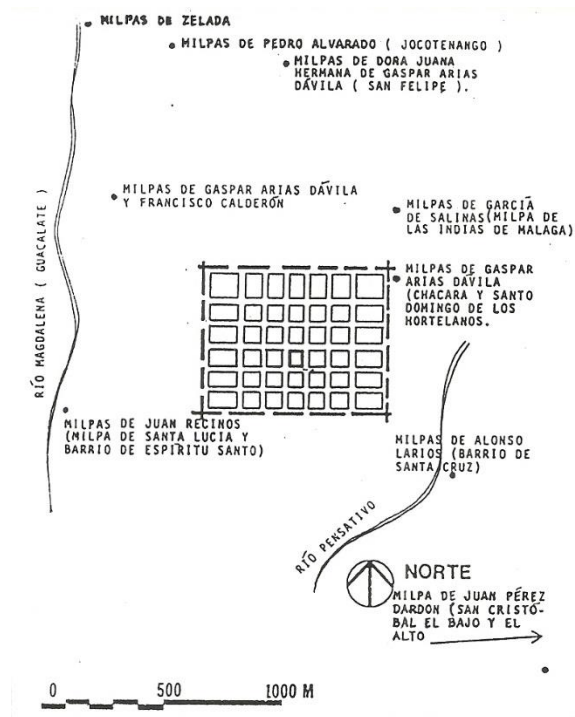 MILPAS DE ZELADA
MILPAS DE PEDRO ALVARADO ( JOCOTENANGO )
MILPAS DE DORA JUANA
HERMANA DE GASPAR ARIAS
DÁVILA ( SAN FELIPE ).
MILPAS DE GASPAR ARIAS DÁVILA
Y FRANCISCO CALDERÓN
MILPAS DE GARCÍA
DE SALINAS(MILPA DE
LAS INDIAS DE MALAGA)
RÍO MAGDALENA ( GUACALATE )
MILPAS DE GASPAR
ARIAS DÁVILA
(CHACARA Y SANTO
DOMINGO DE LOS
HORTELANOS.
MILPAS DE JUAN RECINOS
(MILPA DE SANTA LUCIA Y
BARRIO DE ESPÍRITU SANTO)
MILPAS DE ALONSO
LARIOS (BARRIO DE
SANTA CRUZ)
RÍO PENSATIVO
NORTE
MILPA DE JUAN PÉREZ
DARDON (SAN CRISTÓ-
BAL EL BAJO Y EL
ALTO
0 500 1000 M